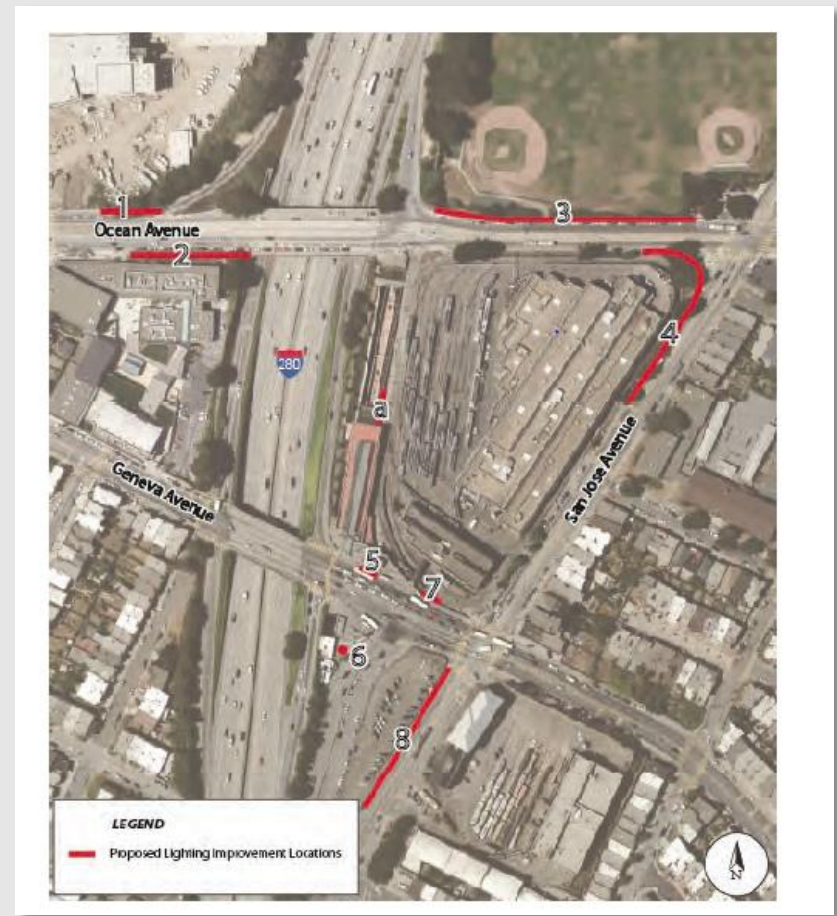 1
Ocean Avenue
2
3
4
280
a
San Jose Avenue
Geneva Avenue
5
7
6
8
LEGEND
Proposed Lighting Improvement Locations
N